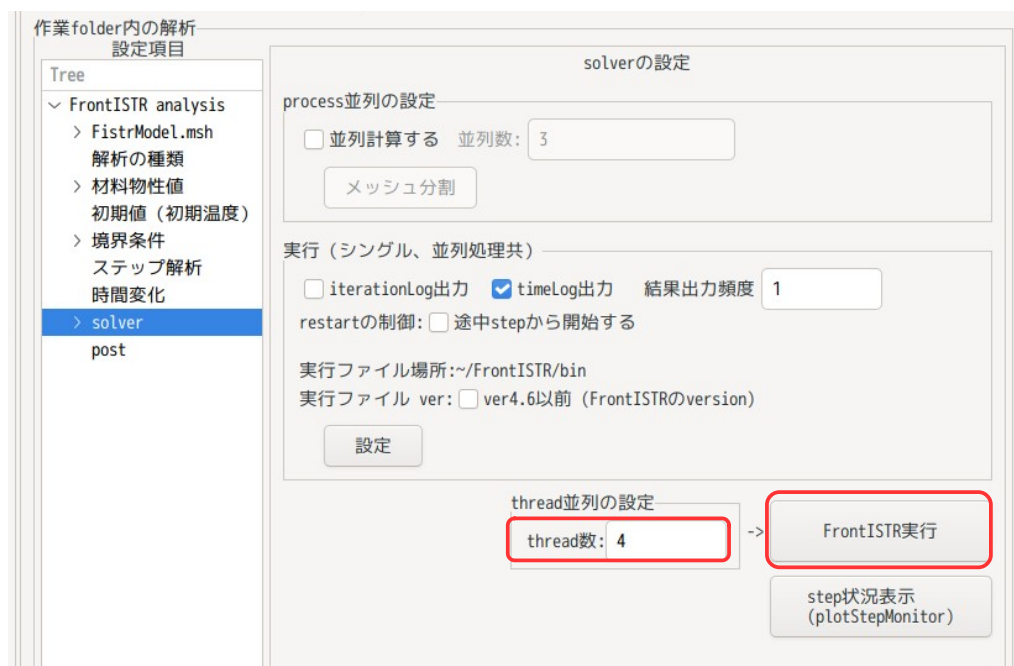 作業folder内の解析
設定項目
Tree
FrontISTR analysis
FistrModel.msh
解析の種類
材料物性値
初期値（初期温度）
境界条件
ステップ解析
時間変化
solver
post
solverの設定
process並列の設定
並列計算する 並列数: 3
メッシュ分割
実行（シングル、並列処理共）
iterationLog出力 timeLog出力 結果出力頻度 1
restartの制御: 途中stepから開始する
実行ファイル場所:~/FrontISTR/bin
実行ファイル ver: ver4.6以前（FrontISTRのversion）
設定
thread並列の設定
thread数: 4
->
FrontISTR実行
step状況表示
(plotStepMonitor)